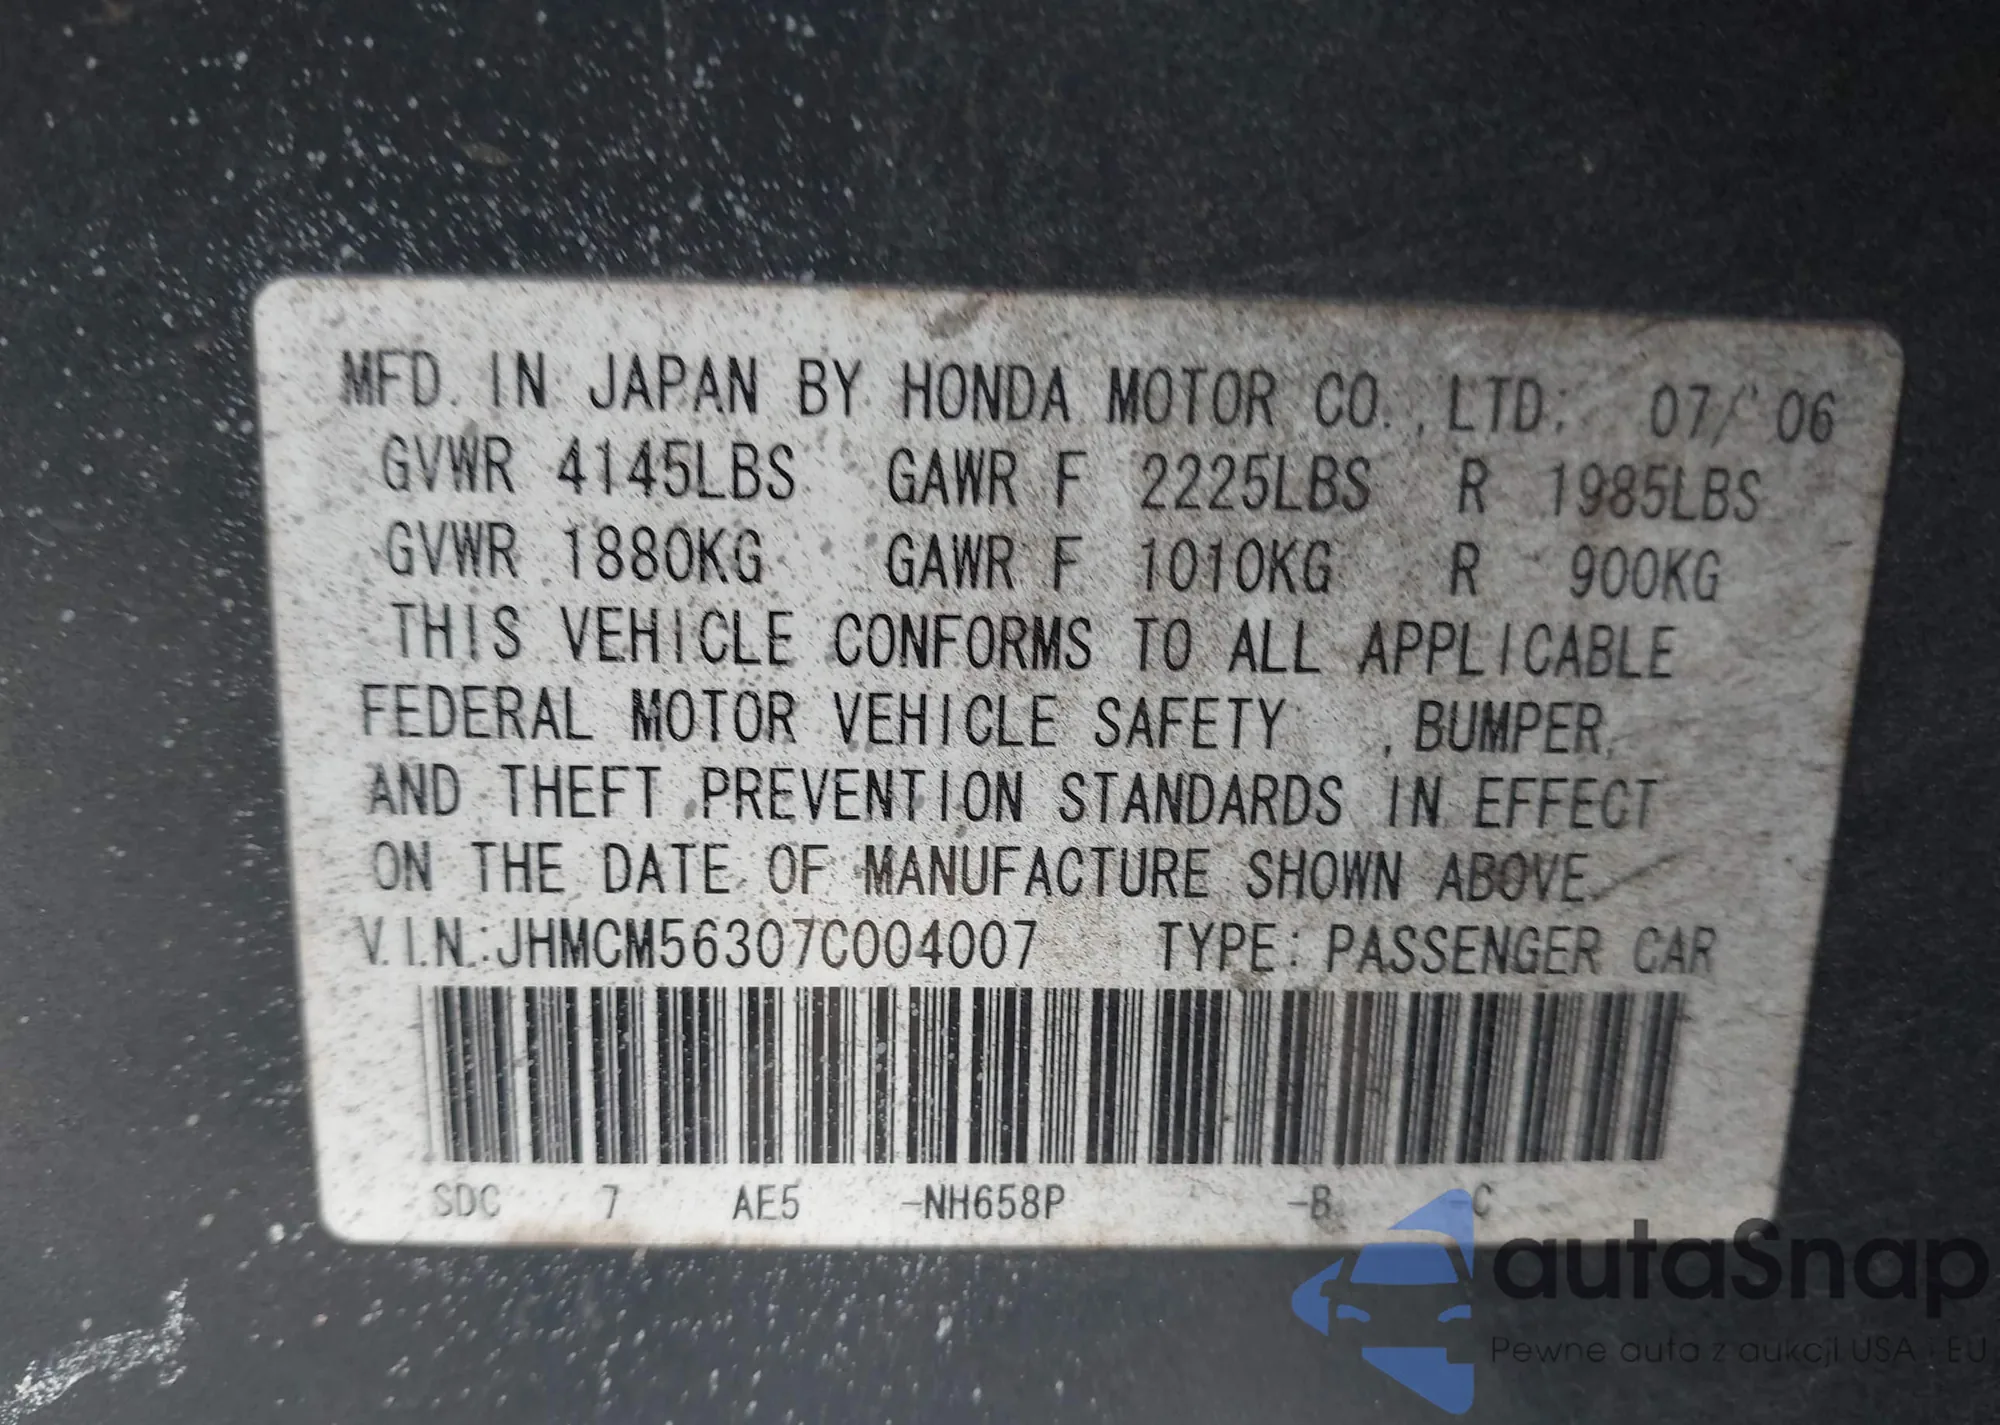 MFD. IN JAPAN BY HONDA MOTOR CO.,LTD. 07/'06
GVWR 4145LBS GAWR F 2225LBS R 1985LBS
GVWR 1880KG GAWR F 1010KG R 900KG
THIS VEHICLE CONFORMS TO ALL APPLICABLE
FEDERAL MOTOR VEHICLE SAFETY ,BUMPER,
AND THEFT PREVENTION STANDARDS IN EFFECT
ON THE DATE OF MANUFACTURE SHOWN ABOVE.
V.I.N.:JHMCM56307C004007 TYPE:PASSENGER CAR
SDC 7 AE5 -NH658P -B -C
autaSnap
Pewne auta z aukcji USA i EU